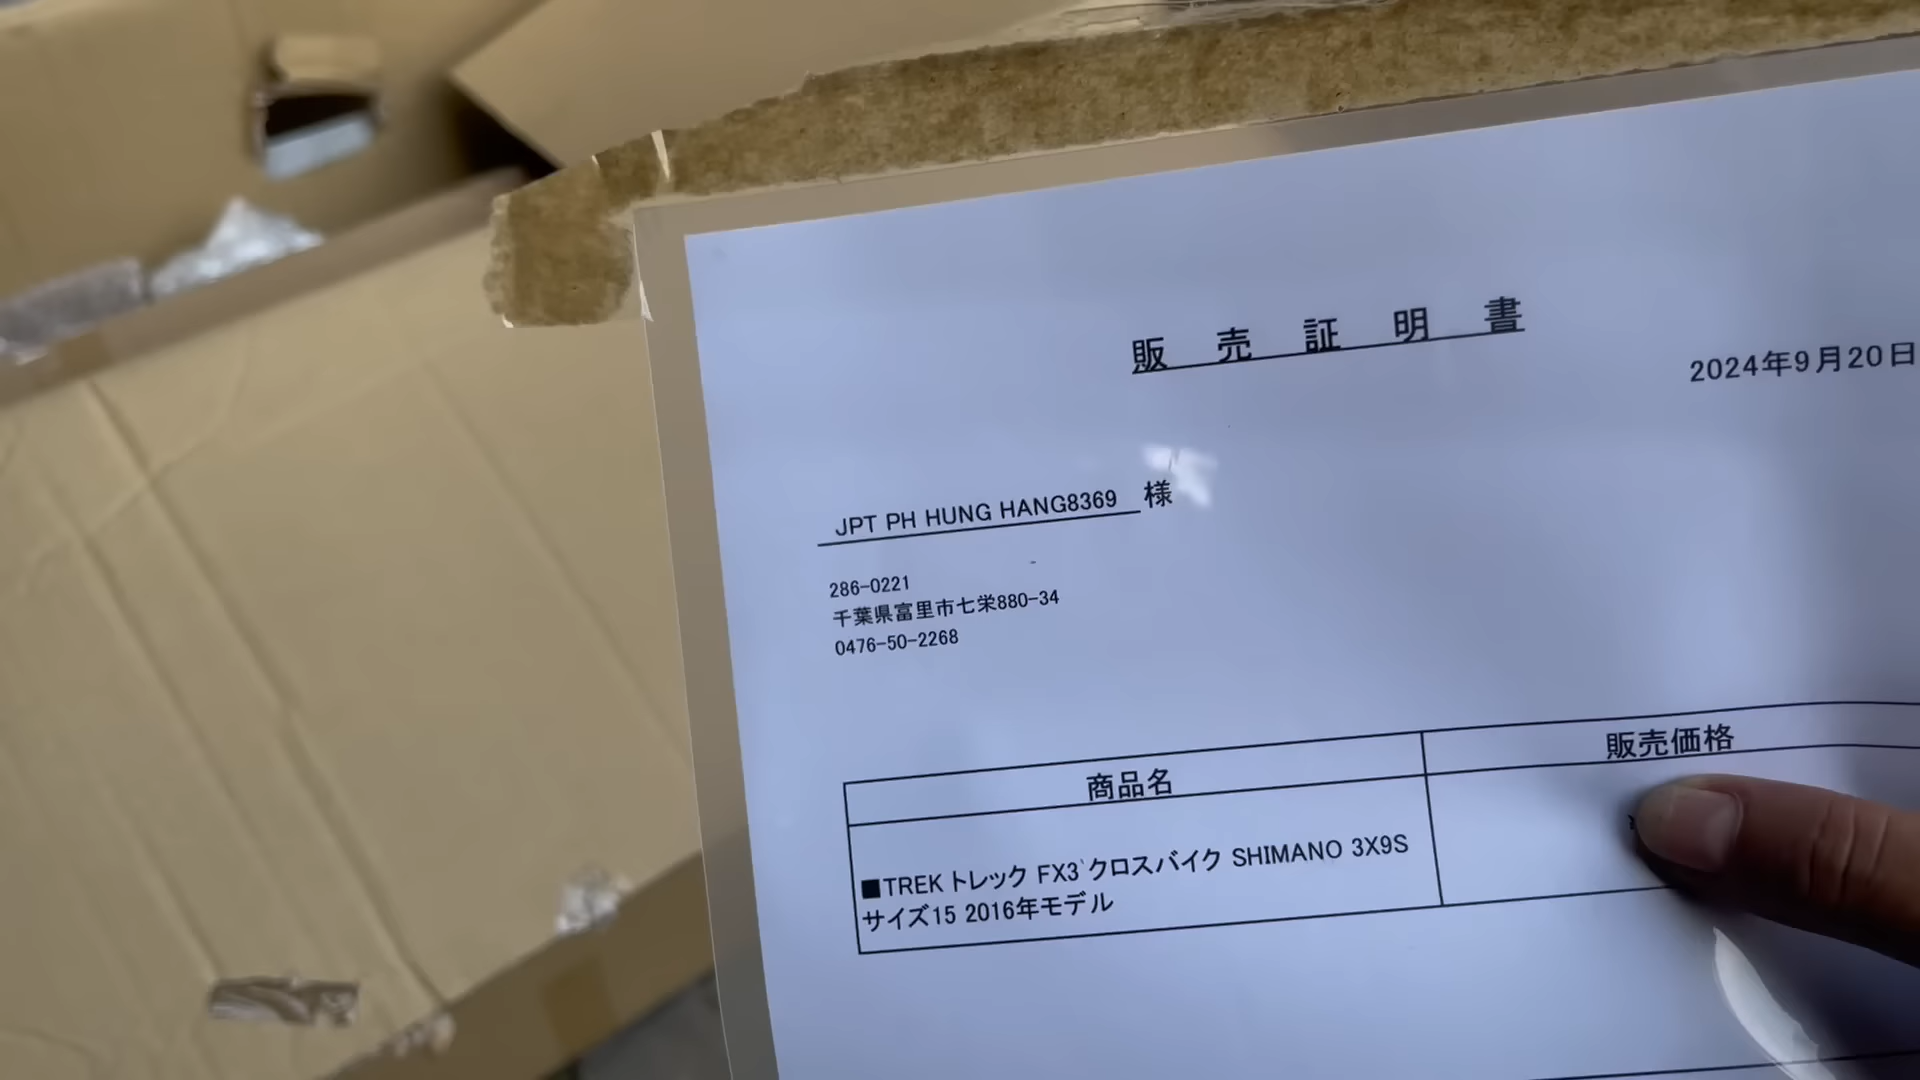 販売証明書
2024年9月20日
JPT PH HUNG HANG8369 様
286-0221
千葉県富里市七栄880-34
0476-50-2268
商品名
販売価格
■TREK トレック FX3 クロスバイク SHIMANO 3X9S
サイズ15 2016年モデル